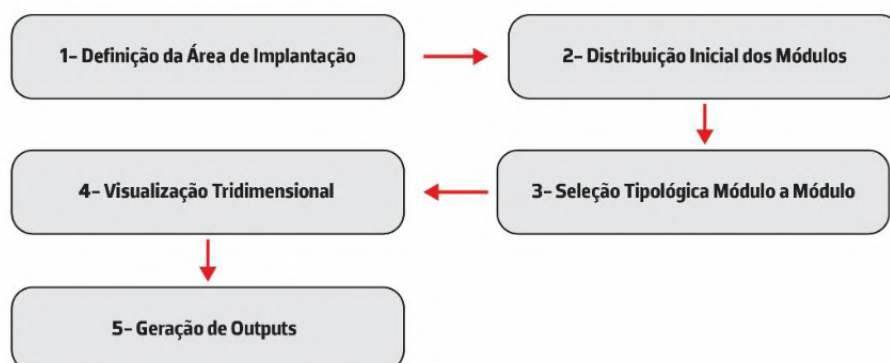 1– Definição da Área de Implantação
2– Distribuição Inicial dos Módulos
3– Seleção Tipológica Módulo a Módulo
4– Visualização Tridimensional
5– Geração de Outputs